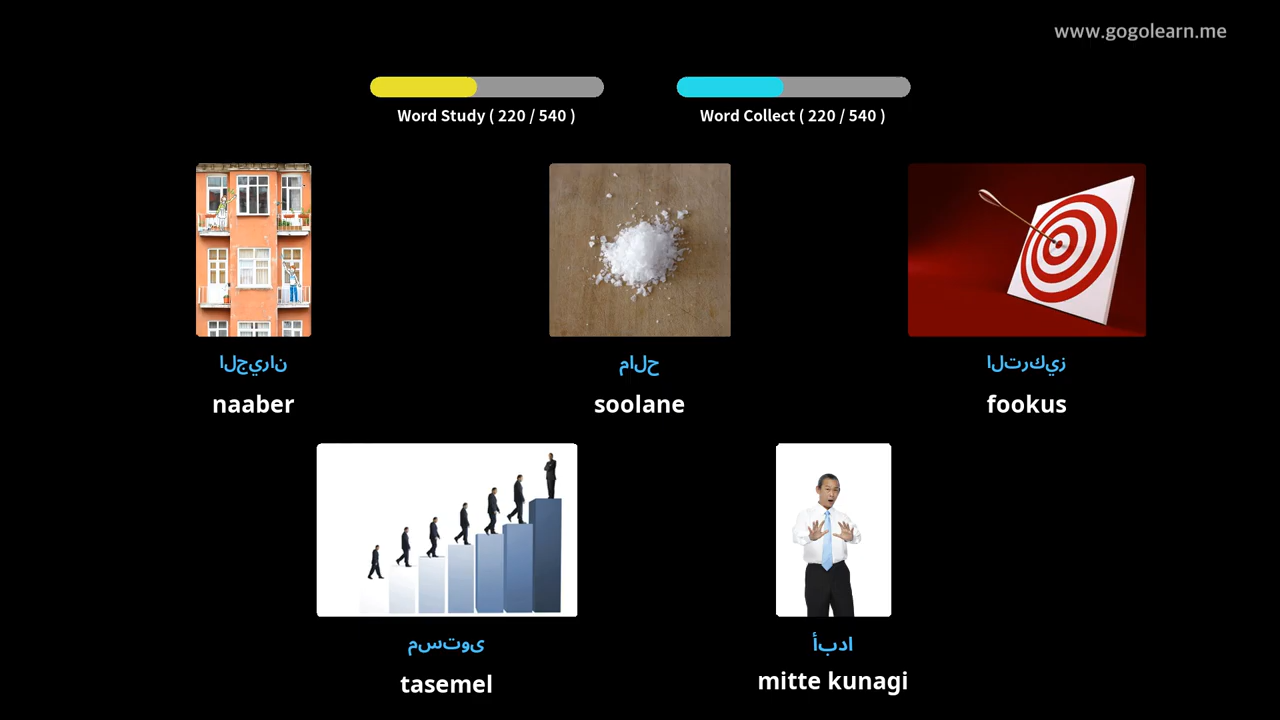 www.gogolearn.me
Word Study ( 220 / 540 )
Word Collect ( 220 / 540 )
الجيران
naaber
مالح
soolane
التركيز
fookus
مستوى
tasemel
أبدا
mitte kunagi